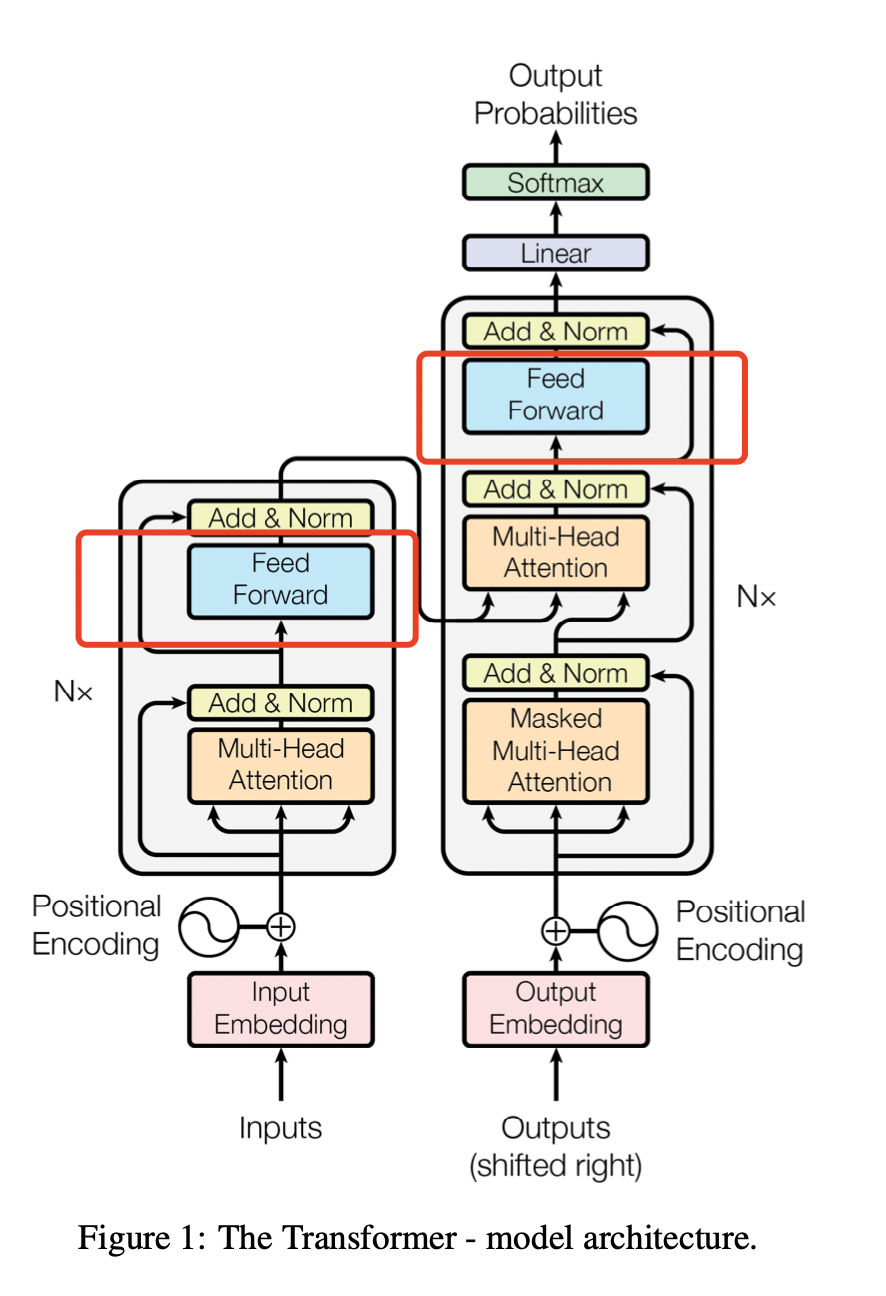 Output
Probabilities
Softmax
Linear
Add & Norm
Feed
Forward
Add & Norm
Multi-Head
Attention
Nx
Add & Norm
Masked
Multi-Head
Attention
Add & Norm
Feed
Forward
Nx
Add & Norm
Multi-Head
Attention
Positional
Encoding
Positional
Encoding
Input
Embedding
Output
Embedding
Inputs
Outputs
(shifted right)
Figure 1: The Transformer - model architecture.